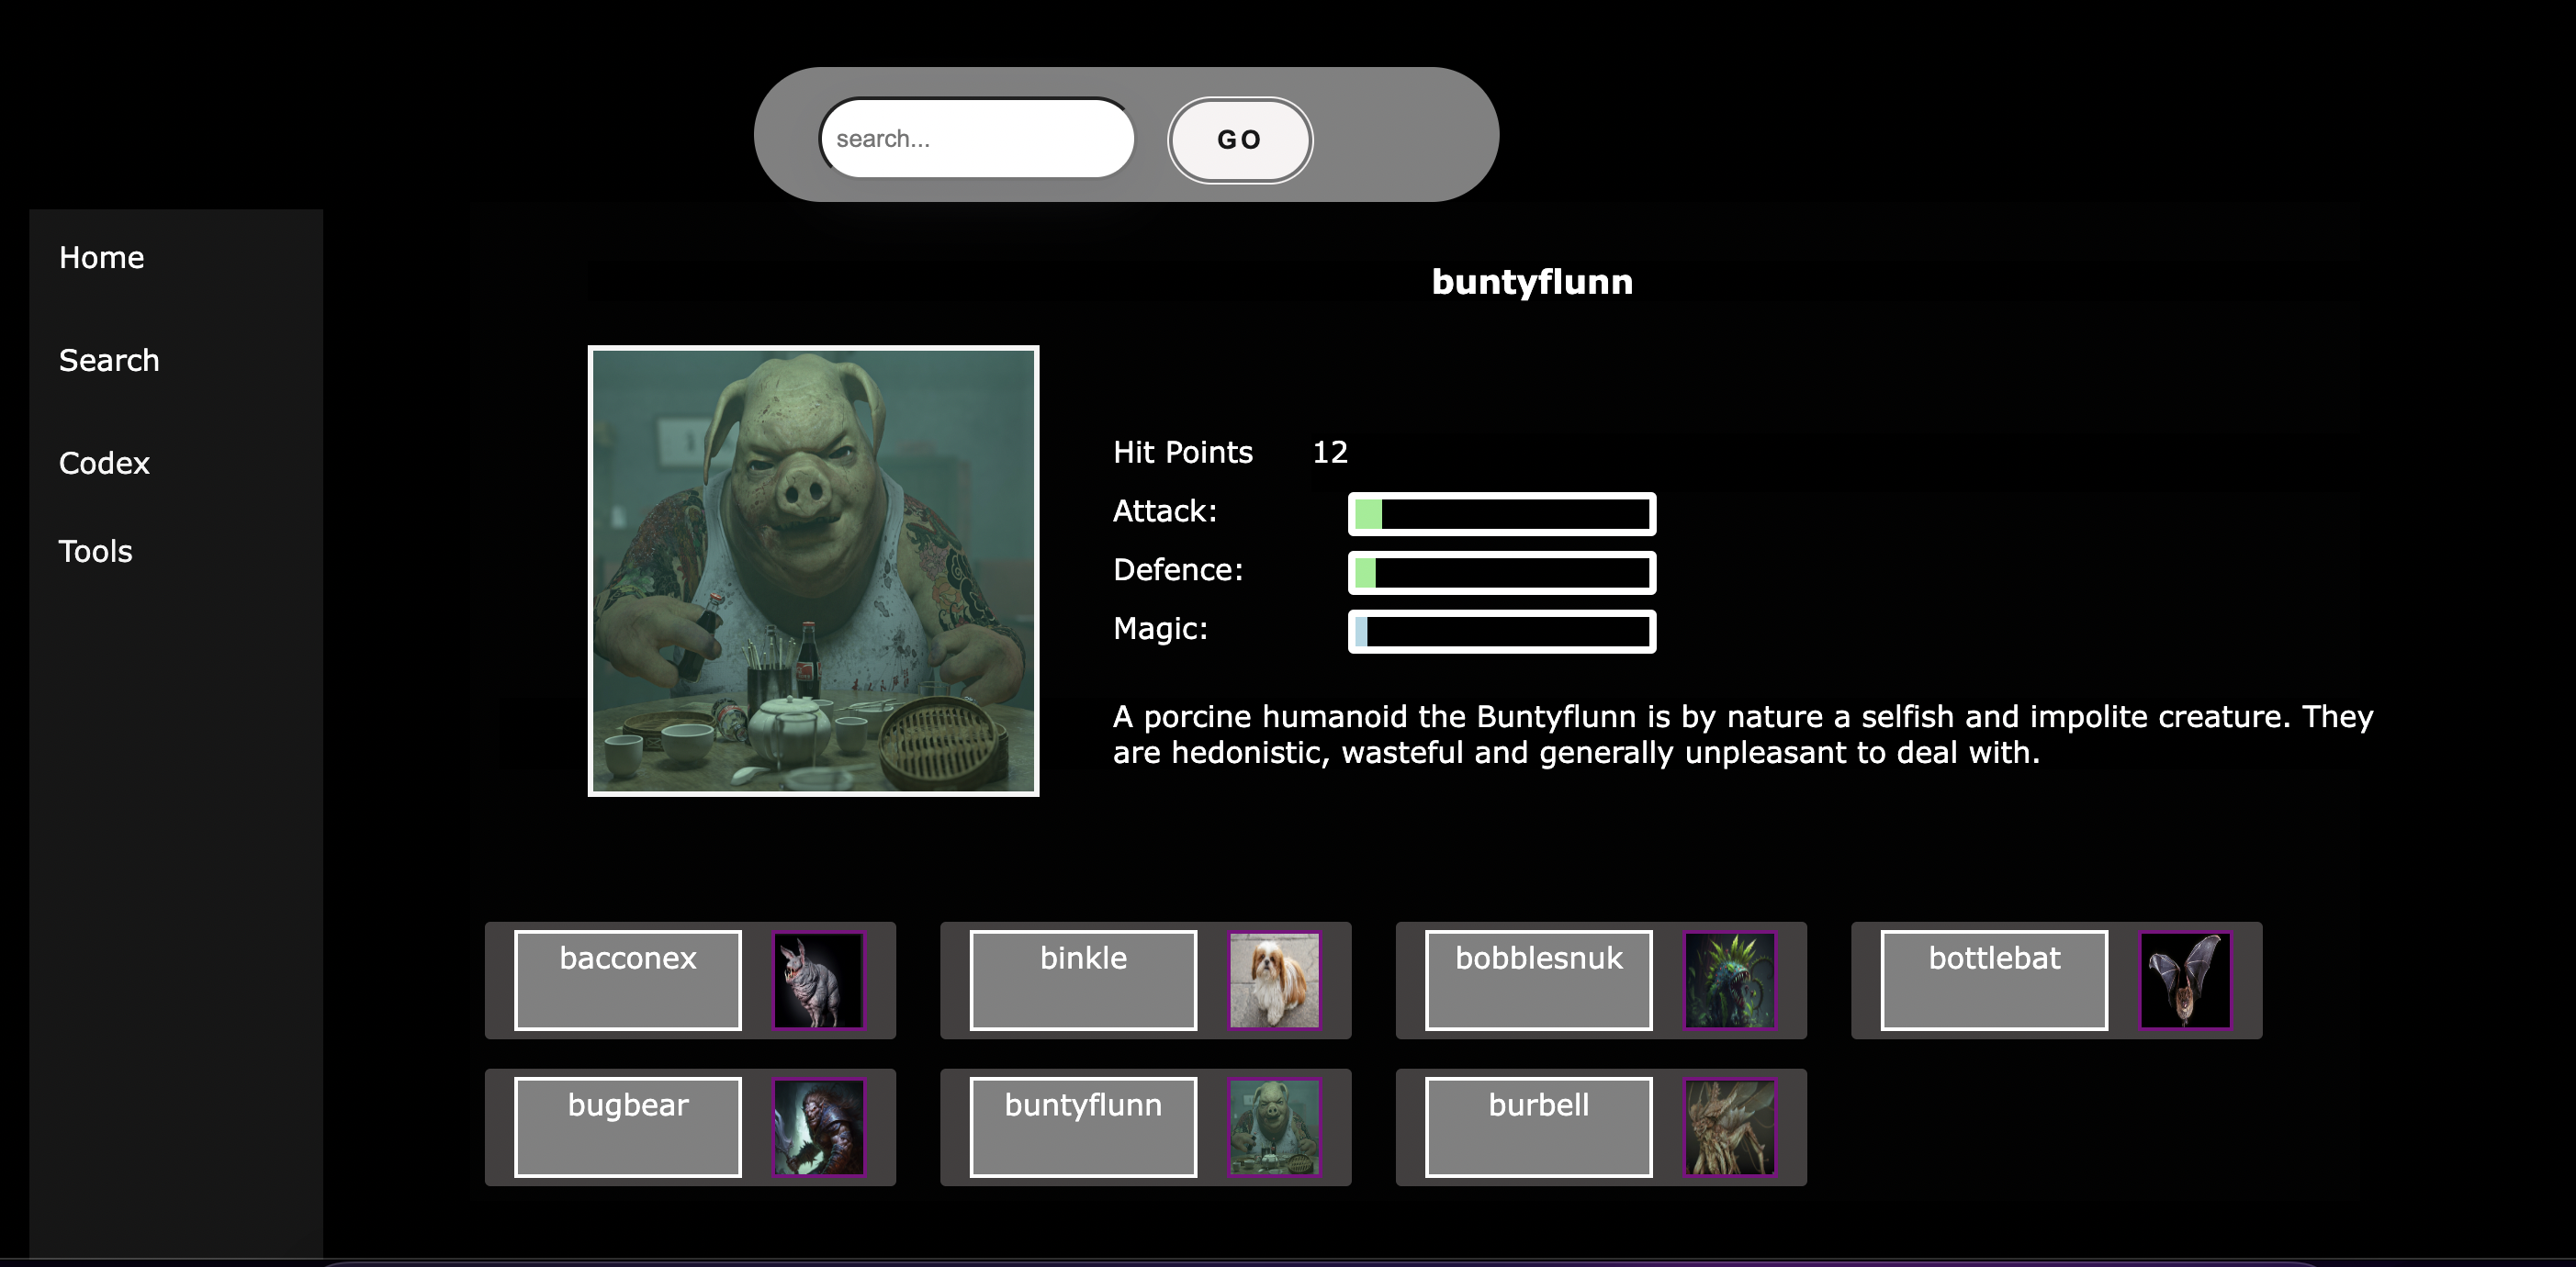 search...
GO
Home
Search
Codex
Tools
buntyflunn
Hit Points 12
Attack:
Defence:
Magic:
A porcine humanoid the Buntyflunn is by nature a selfish and impolite creature. They
are hedonistic, wasteful and generally unpleasant to deal with.
bacconex
binkle
bobblesnuk
bottlebat
bugbear
buntyflunn
burbell